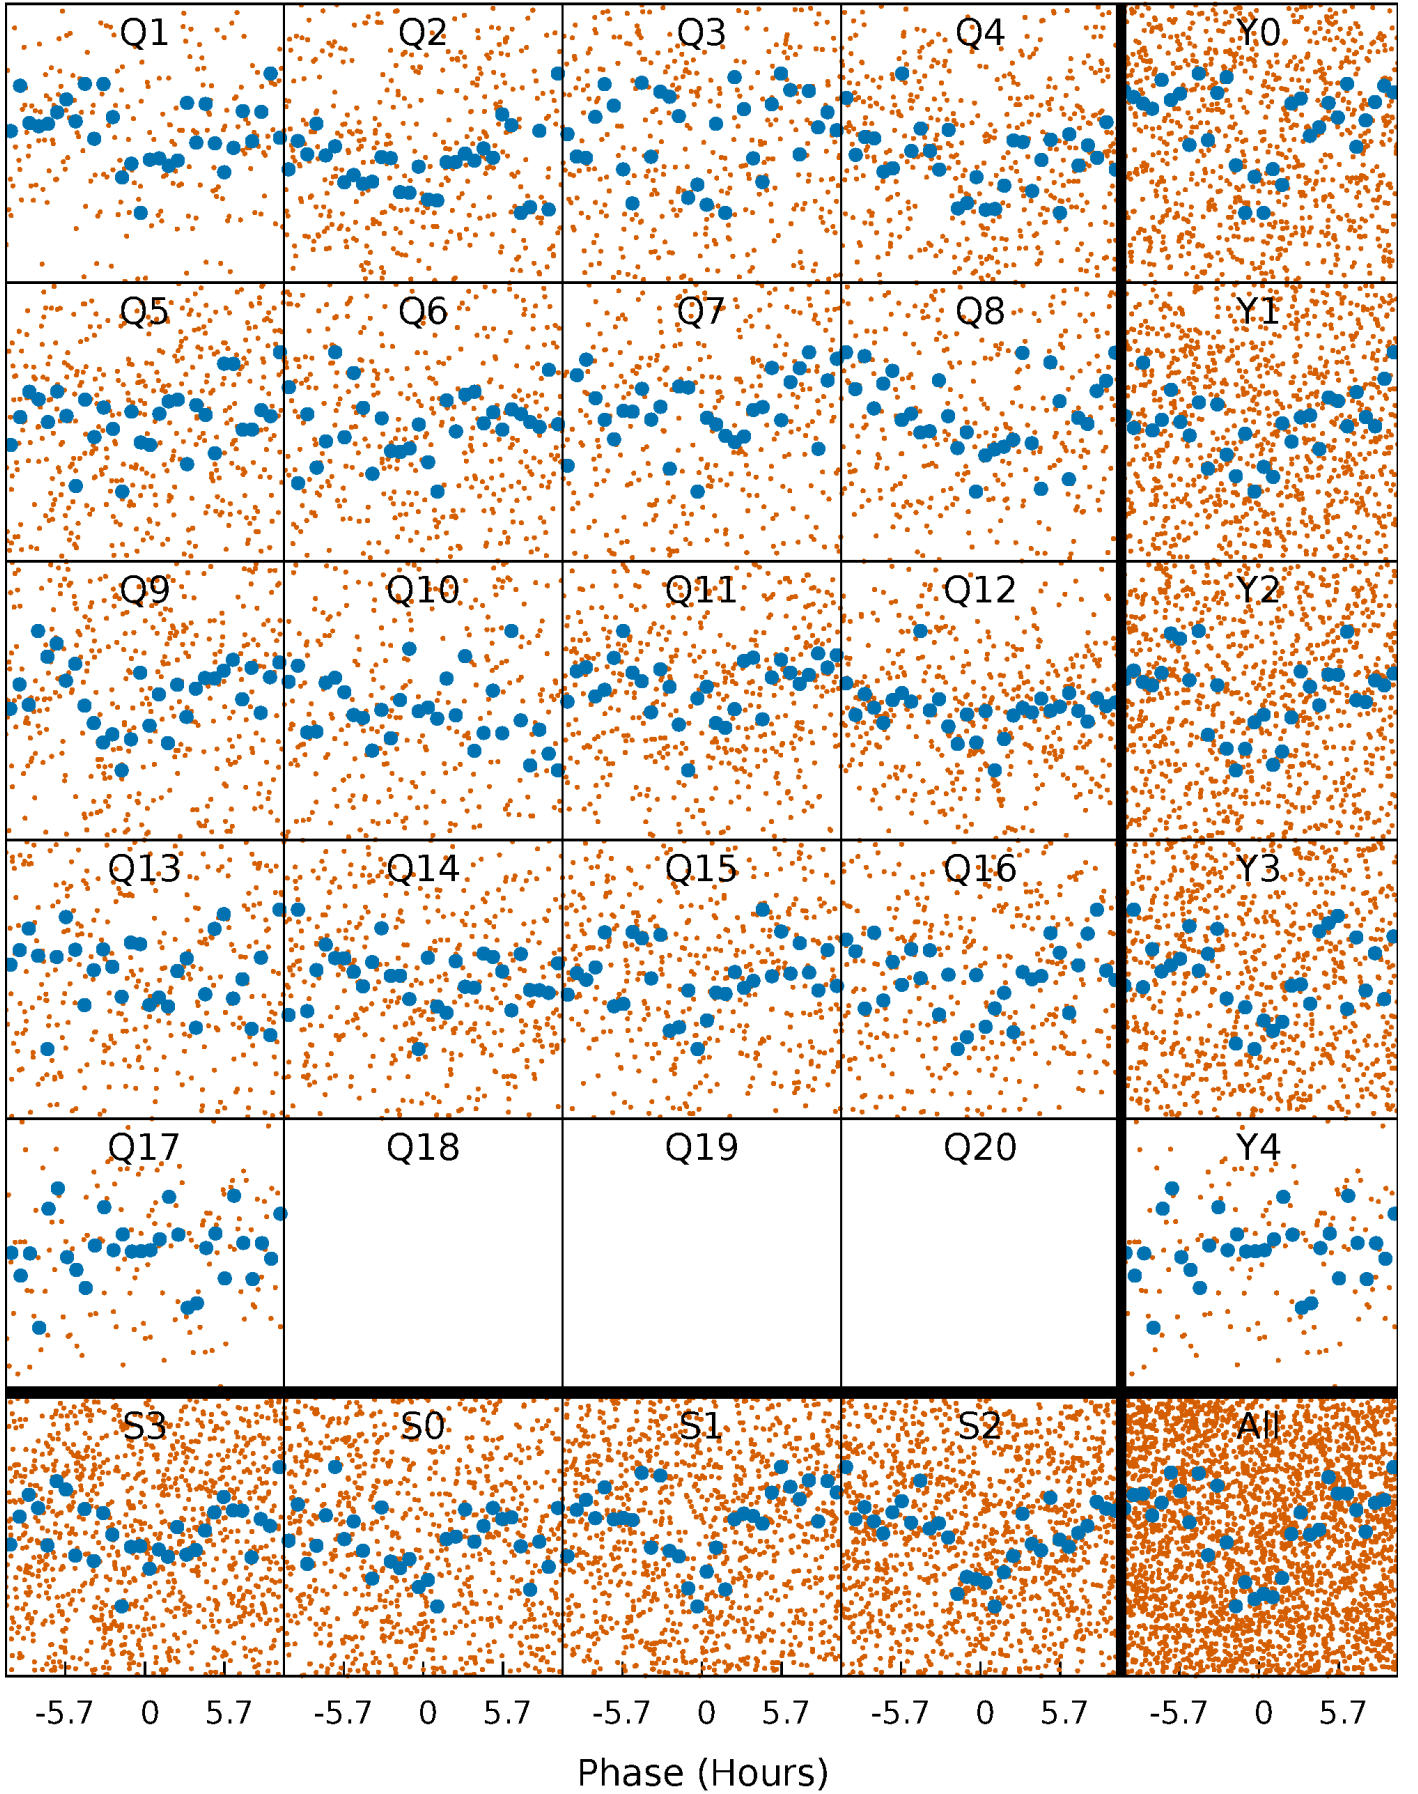 Q1 Q2 Q3 Q4 Y0
Q5 Q6 Q7 Q8 Y1
Q9 Q10 Q11 Q12 Y2
Q13 Q14 Q15 Q16 Y3
Q17 Q18 Q19 Q20 Y4
S3 S0 S1 S2 All
-5.7 0 5.7 -5.7 0 5.7 -5.7 0 5.7 -5.7 0 5.7 -5.7 0 5.7
Phase (Hours)